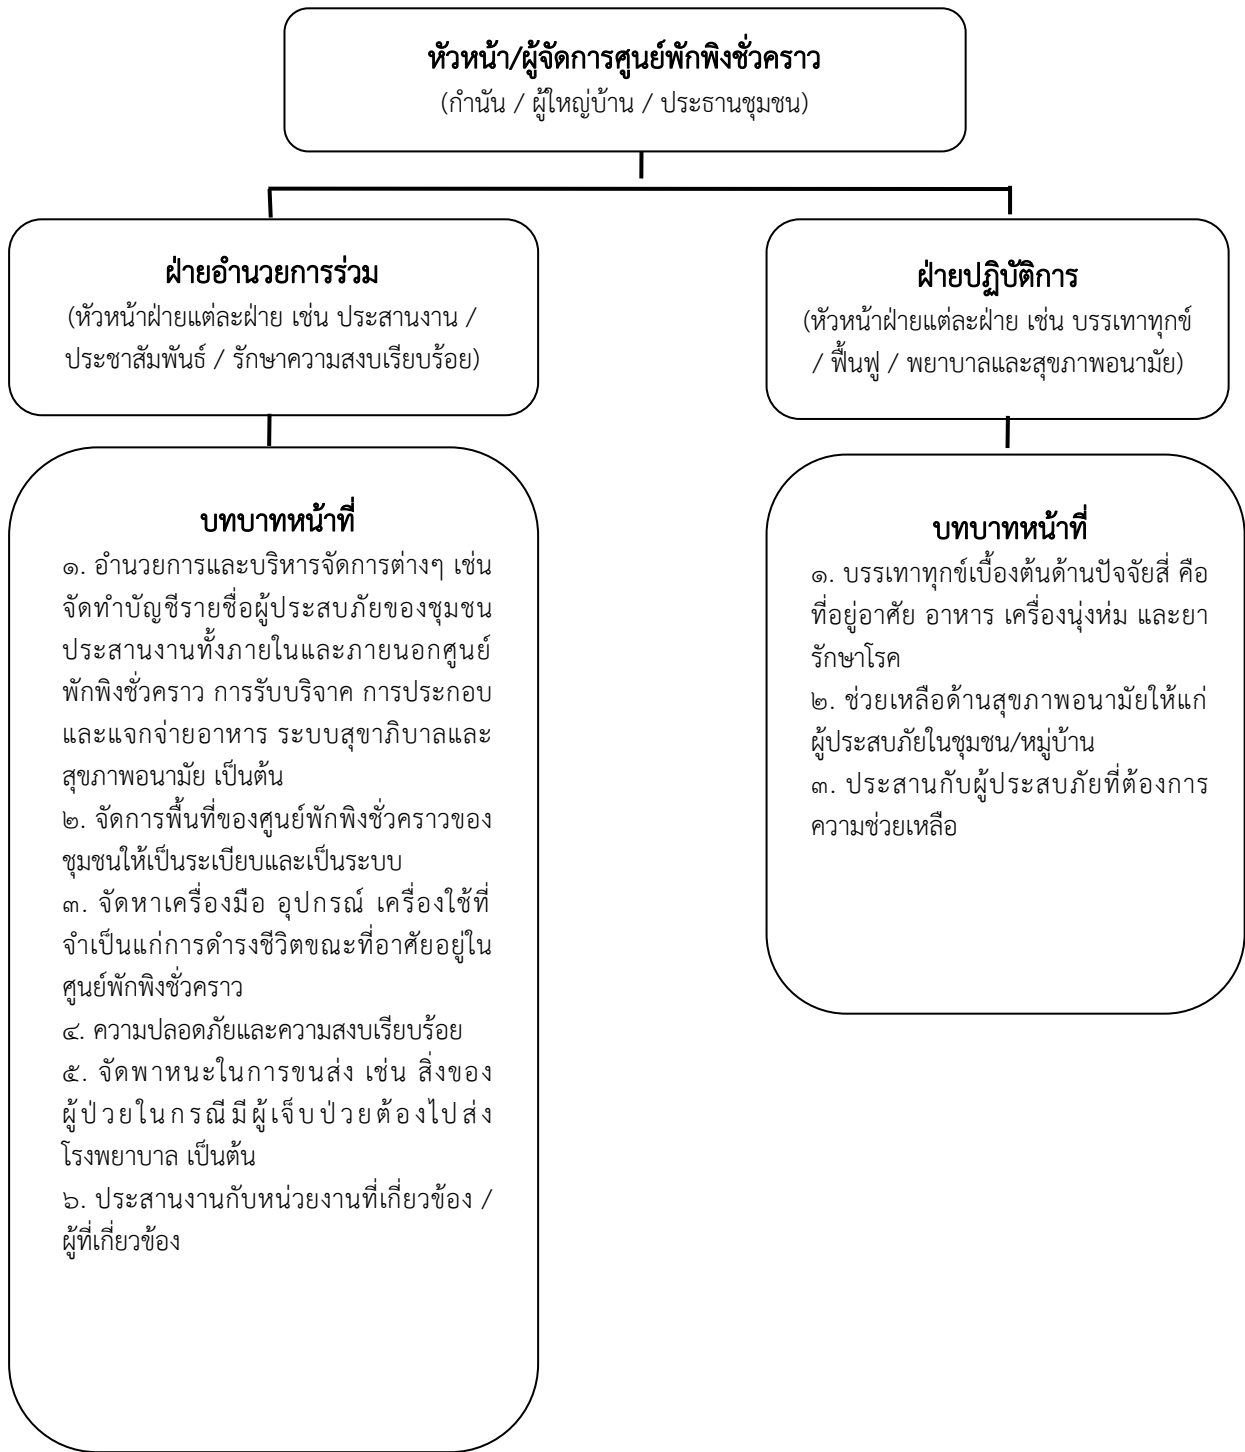 หัวหน้า/ผู้จัดการศูนย์พักพิงชั่วคราว
(กำนัน / ผู้ใหญ่บ้าน / ประธานชุมชน)
ฝ่ายอำนวยการร่วม
(หัวหน้าฝ่ายแต่ละฝ่าย เช่น ประสานงาน /
ประชาสัมพันธ์ / รักษาความสงบเรียบร้อย)
ฝ่ายปฏิบัติการ
(หัวหน้าฝ่ายแต่ละฝ่าย เช่น บรรเทาทุกข์
/ ฟื้นฟู / พยาบาลและสุขภาพอนามัย)
บทบาทหน้าที่
๑. อำนวยการและบริหารจัดการต่างๆ เช่น
จัดทำบัญชีรายชื่อผู้ประสบภัยของชุมชน
ประสานงานทั้งภายในและภายนอกศูนย์
พักพิงชั่วคราว การรับบริจาค การประกอบ
และแจกจ่ายอาหาร ระบบสุขาภิบาลและ
สุขภาพอนามัย เป็นต้น
๒. จัดการพื้นที่ของศูนย์พักพิงชั่วคราวของ
ชุมชนให้เป็นระเบียบและเป็นระบบ
๓. จัดหาเครื่องมือ อุปกรณ์ เครื่องใช้ที่
จำเป็นแก่การดำรงชีวิตขณะที่อาศัยอยู่ใน
ศูนย์พักพิงชั่วคราว
๔. ความปลอดภัยและความสงบเรียบร้อย
๕. จัดพาหนะในการขนส่ง เช่น สิ่งของ
ผู้ป่วยในกรณีมีผู้เจ็บป่วยต้องไปส่ง
โรงพยาบาล เป็นต้น
๖. ประสานงานกับหน่วยงานที่เกี่ยวข้อง /
ผู้ที่เกี่ยวข้อง
บทบาทหน้าที่
๑. บรรเทาทุกข์เบื้องต้นด้านปัจจัยสี่ คือ
ที่อยู่อาศัย อาหาร เครื่องนุ่งห่ม และยา
รักษาโรค
๒. ช่วยเหลือด้านสุขภาพอนามัยให้แก่
ผู้ประสบภัยในชุมชน/หมู่บ้าน
๓. ประสานกับผู้ประสบภัยที่ต้องการ
ความช่วยเหลือ